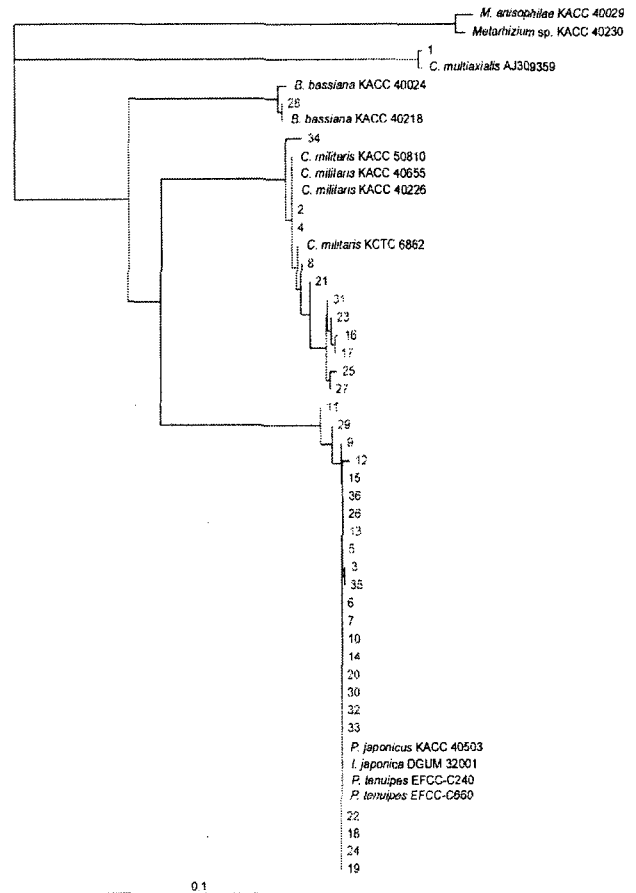 M. anisophilae KACC 40029
Metarhizium sp. KACC 40230
1
C. multiaxialis AJ309359
B. bassiana KACC 40024
28
B. bassiana KACC 40218
34
C. militaris KACC 50810
C. militaris KACC 40655
C. militaris KACC 40226
2
4
C. militaris KCTC 6862
8
21
31
23
16
17
25
27
11
29
9
12
15
36
26
13
5
3
35
6
7
10
14
20
30
32
33
P. japonicus KACC 40503
I. japonica DGUM 32001
P. tenuipes EFCC-C240
P. tenuipes EFCC-C660
22
18
24
19
0.1